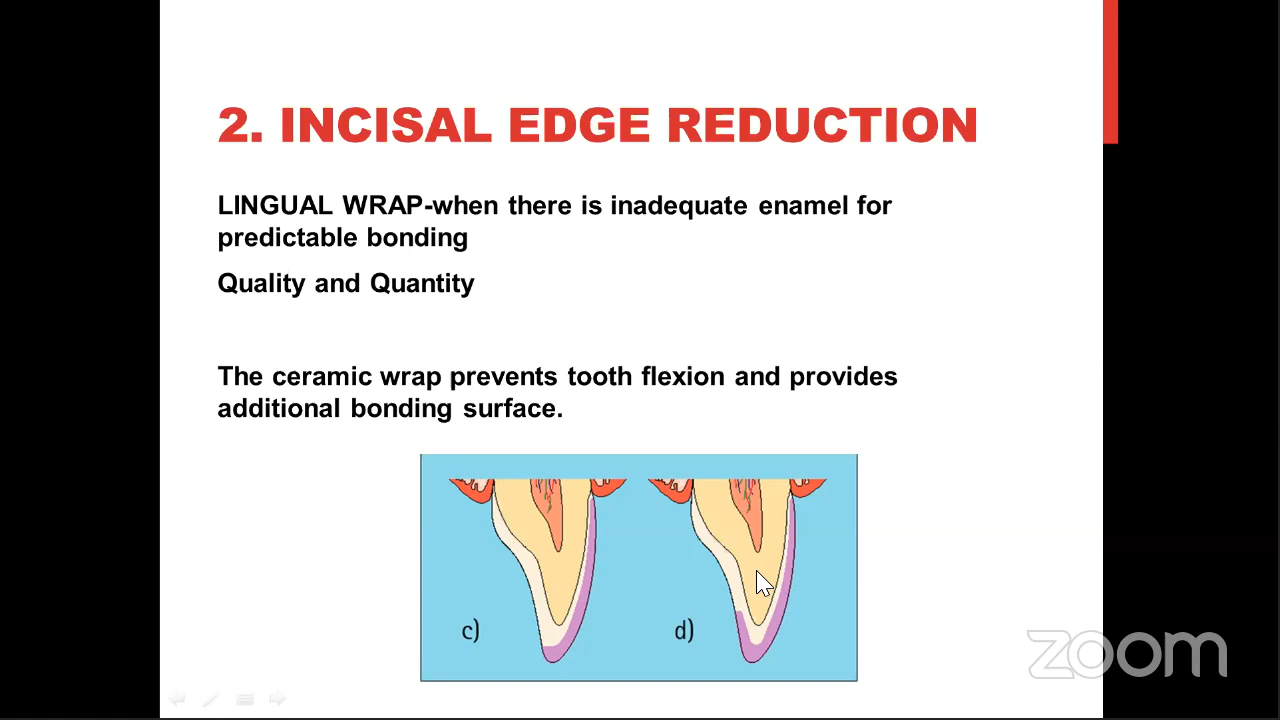 2. INCISAL EDGE REDUCTION
LINGUAL WRAP-when there is inadequate enamel for
predictable bonding
Quality and Quantity
The ceramic wrap prevents tooth flexion and provides
additional bonding surface.
c)
d)
zoom